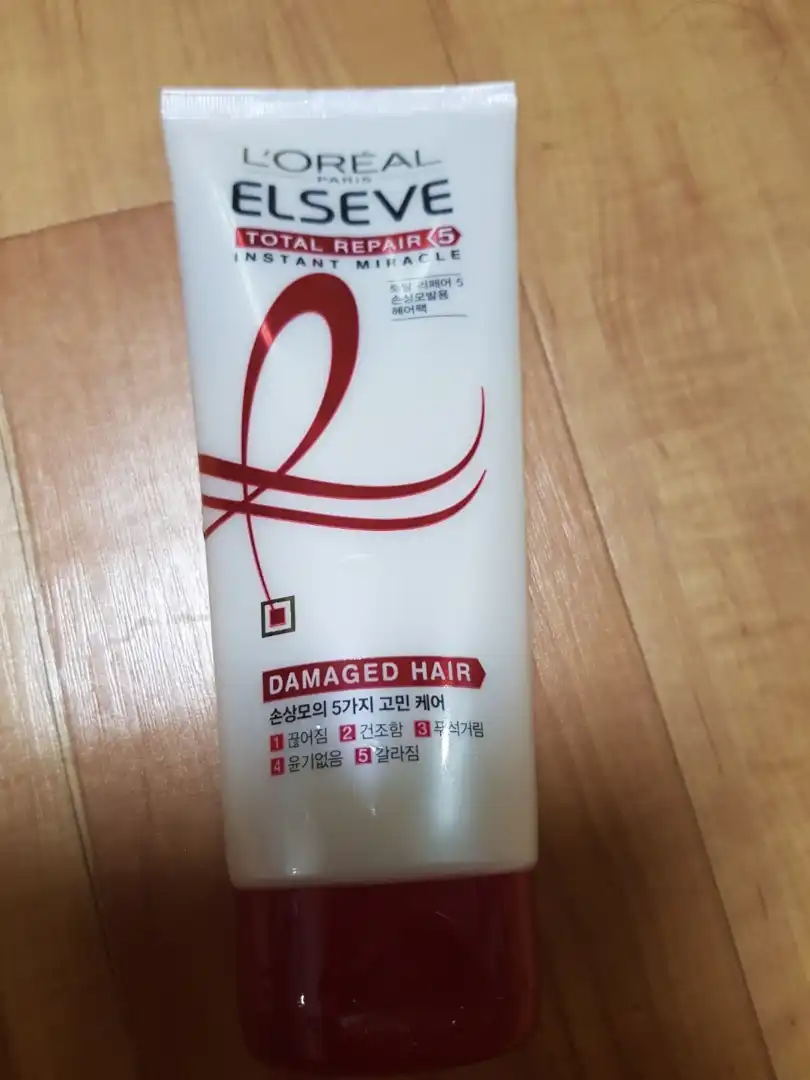 L'ORÉAL
PARIS
ELSEVE
TOTAL REPAIR 5
INSTANT MIRACLE
토탈 리페어 5
손상모발용
헤어팩
DAMAGED HAIR
손상모의 5가지 고민 케어
1 끊어짐 2 건조함 3 푸석거림
4 윤기없음 5 갈라짐